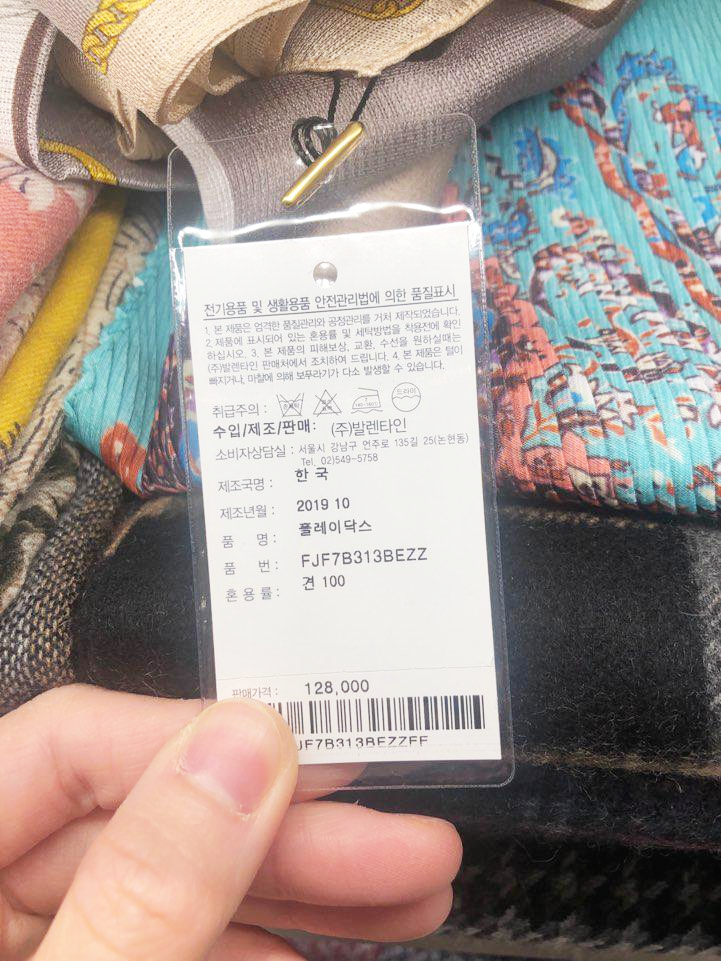 전기용품 및 생활용품 안전관리법에 의한 품질표시
1. 본 제품은 엄격한 품질관리와 공정관리를 거쳐 제작되었습니다.
2. 제품에 표시되어 있는 혼용률 및 세탁방법을 착용전에 확인
하십시오. 3. 본 제품의 피해보상, 교환, 수선을 원하실때는
(주)발렌타인 판매처에서 조치하여 드립니다. 4. 본 제품은 털이
빠지거나, 마찰에 의해 보푸라기가 다소 발생할 수 있습니다.
취급주의 : 드라이
수입/제조/판매: (주)발렌타인
소비자상담실 : 서울시 강남구 언주로 135길 25(논현동)
Tel. 02)549-5758
제조국명 : 한국
제조년월 : 2019 10
품 명 : 플레이닥스
품 번 : FJF7B313BEZZ
혼용률 : 견 100
판매가격 : 128,000
JF7B313BEZZFF